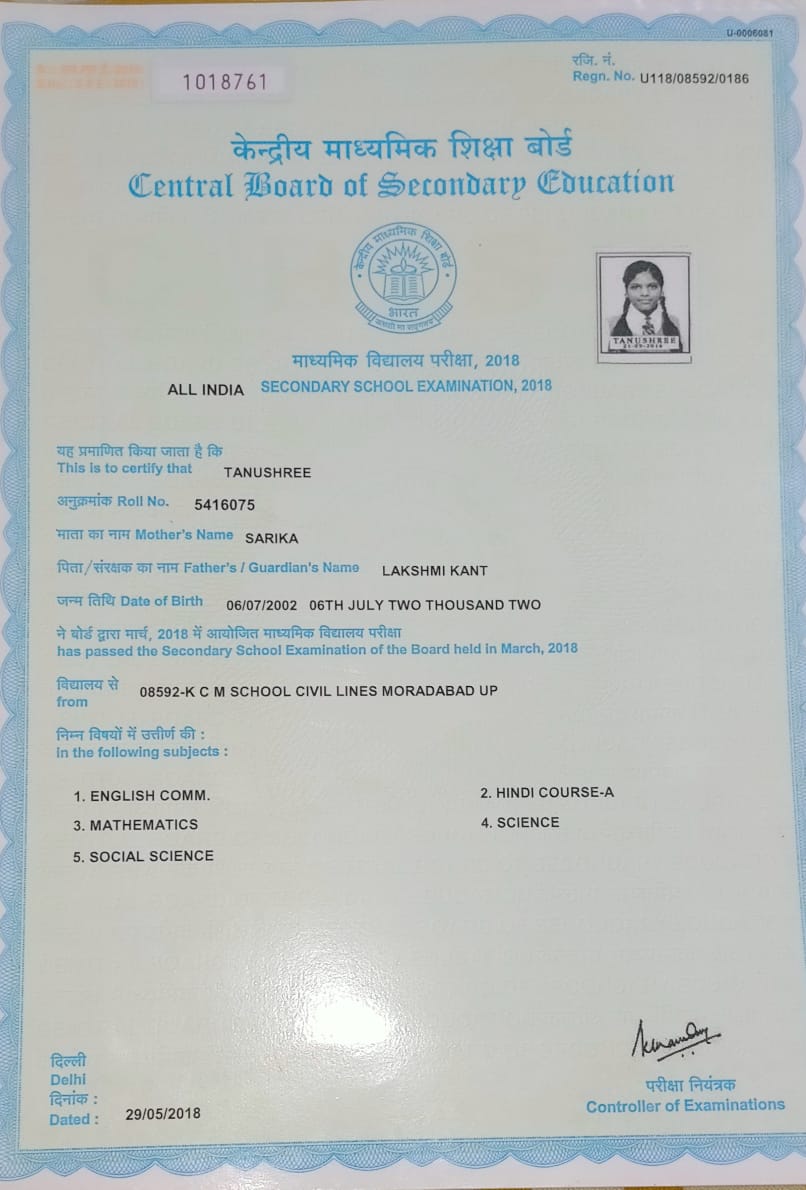 U-0006081
1018761
रजि. नं.
Regn. No. U118/08592/0186
केन्द्रीय माध्यमिक शिक्षा बोर्ड
Central Board of Secondary Education
केन्द्रीय माध्यमिक शिक्षा बोर्ड
भारत
असतो मा सद्गमय
TANUSHREE
माध्यमिक विद्यालय परीक्षा, 2018
ALL INDIA SECONDARY SCHOOL EXAMINATION, 2018
यह प्रमाणित किया जाता है कि
This is to certify that TANUSHREE
अनुक्रमांक Roll No. 5416075
माता का नाम Mother's Name SARIKA
पिता/संरक्षक का नाम Father's / Guardian's Name LAKSHMI KANT
जन्म तिथि Date of Birth 06/07/2002 06TH JULY TWO THOUSAND TWO
ने बोर्ड द्वारा मार्च, 2018 में आयोजित माध्यमिक विद्यालय परीक्षा
has passed the Secondary School Examination of the Board held in March, 2018
विद्यालय से
from 08592-K C M SCHOOL CIVIL LINES MORADABAD UP
निम्न विषयों में उत्तीर्ण की :
in the following subjects :
1. ENGLISH COMM. 2. HINDI COURSE-A
3. MATHEMATICS 4. SCIENCE
5. SOCIAL SCIENCE
दिल्ली
Delhi
दिनांक :
Dated : 29/05/2018
परीक्षा नियंत्रक
Controller of Examinations